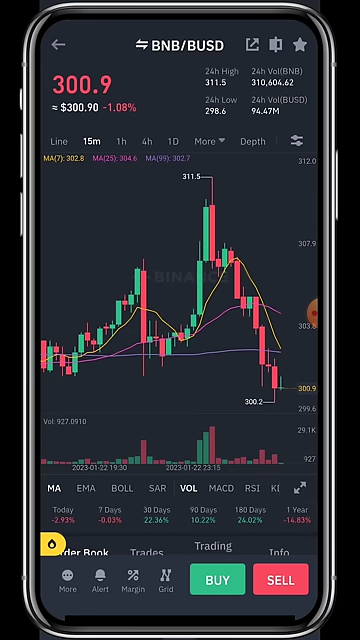 BNB/BUSD
300.9
≈ $300.90 -1.08%
24h High
311.5
24h Vol(BNB)
310,604.62
24h Low
298.6
24h Vol(BUSD)
94.47M
Line 15m 1h 4h 1D More Depth
MA(7): 302.8 MA(25): 304.6 MA(99): 302.7
312.0
311.5
307.9
BINANCE
303.8
300.9
300.2
299.6
Vol: 927.0910
29.1K
927
2023-01-22 19:30 2023-01-22 23:15
MA EMA BOLL SAR VOL MACD RSI
Today 7 Days 30 Days 90 Days 180 Days 1 Year
-2.93% -0.03% 22.36% 10.22% 24.02% -14.83%
Order Book Trades Trading Info
More Alert Margin Grid
BUY SELL